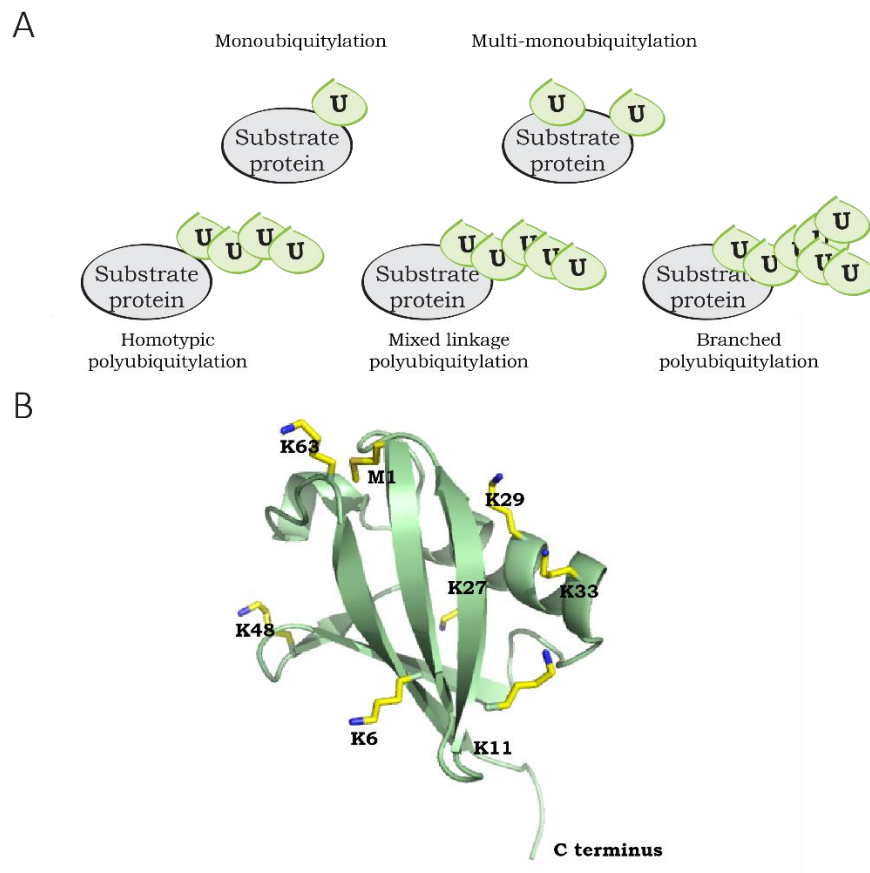 A
Monoubiquitylation
Multi-monoubiquitylation
U
Substrate
protein
U
U
Substrate
protein
U
U
U
U
Substrate
protein
U
U
U
U
U
Substrate
protein
U
U
U
U
U
U
U
Substrate
protein
Homotypic
polyubiquitylation
Mixed linkage
polyubiquitylation
Branched
polyubiquitylation
B
K63
M1
K29
K27
K33
K48
K6
K11
C terminus